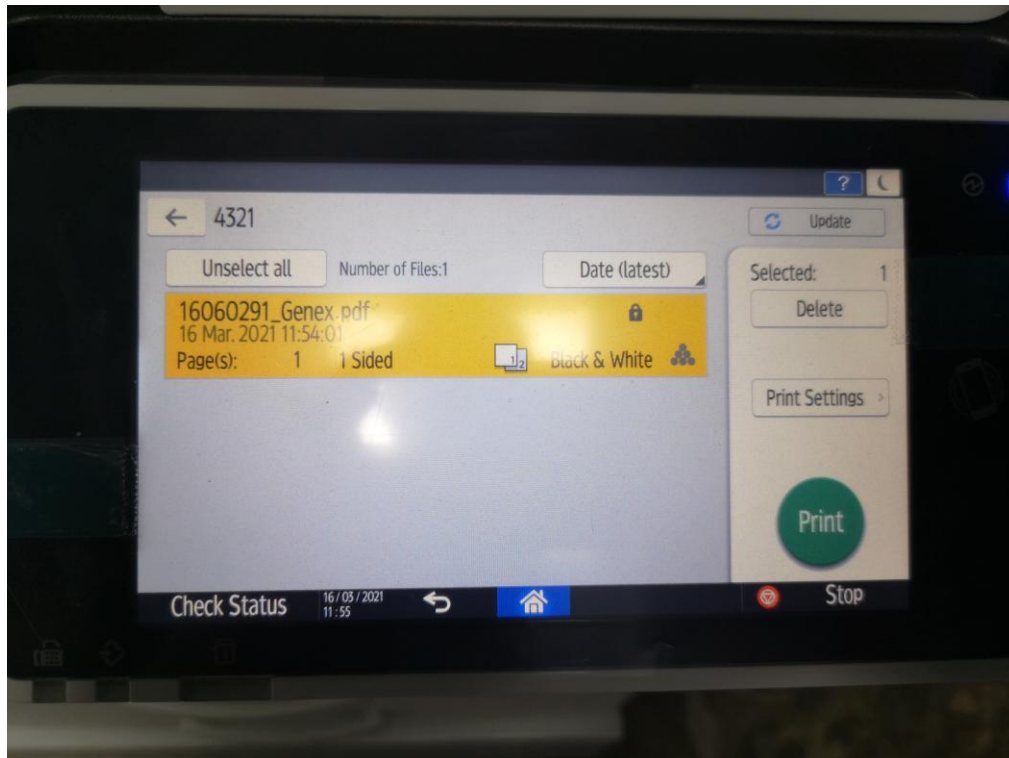 ?
← 4321
Update
Unselect all Number of Files:1 Date (latest)
Selected: 1
16060291_Genex.pdf
16 Mar. 2021 11:54:01
Page(s): 1 1 Sided 1 2 Black & White
Delete
Print Settings >
Print
Check Status 16/03/2021
11:55
Stop